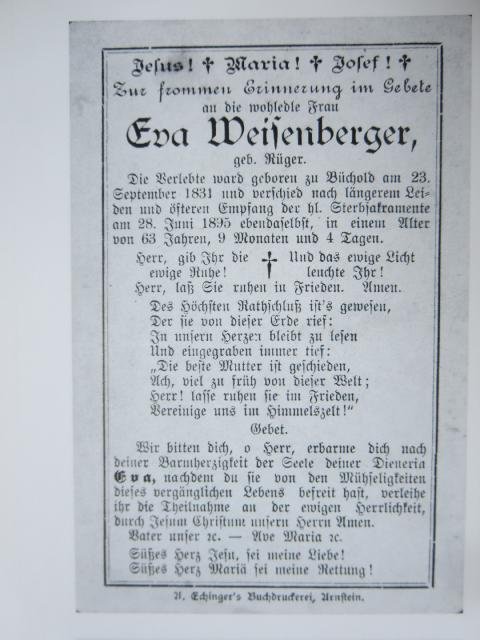 Jesus! ✝ Maria! ✝ Josef! ✝
Zur frommen Erinnerung im Gebete
an die wohledle Frau
Eva Weisenberger,
geb. Rüger.
Die Verlebte ward geboren zu Büchold am 23.
September 1831 und verschied nach längerem Lei-
den und öfteren Empfang der hl. Sterbsakramente
am 28. Juni 1895 ebendaselbst, in einem Alter
von 63 Jahren, 9 Monaten und 4 Tagen.
Herr, gib Ihr die ✝ Und das ewige Licht
ewige Ruhe! leuchte Ihr!
Herr, laß Sie ruhen in Frieden. Amen.
Des Höchsten Rathschluß ist's gewesen,
Der sie von dieser Erde rief:
In unsern Herzen bleibt zu lesen
Und eingegraben immer tief:
„Die beste Mutter ist geschieden,
Ach, viel zu früh von dieser Welt;
Herr! lasse ruhen sie im Frieden,
Vereinige uns im Himmelszelt!"
Gebet.
Wir bitten dich, o Herr, erbarme dich nach
deiner Barmherzigkeit der Seele deiner Dieneria
Eva, nachdem du sie von den Mühseligkeiten
dieses vergänglichen Lebens befreit hast, verleihe
ihr die Theilnahme an der ewigen Herrlichkeit,
durch Jesum Christum unsern Herrn Amen.
Vater unser ꝛc. — Ave Maria ꝛc.
Süßes Herz Jesu, sei meine Liebe!
Süßes Herz Mariä sei meine Rettung!
A. Echinger's Buchdruckerei, Arnstein.